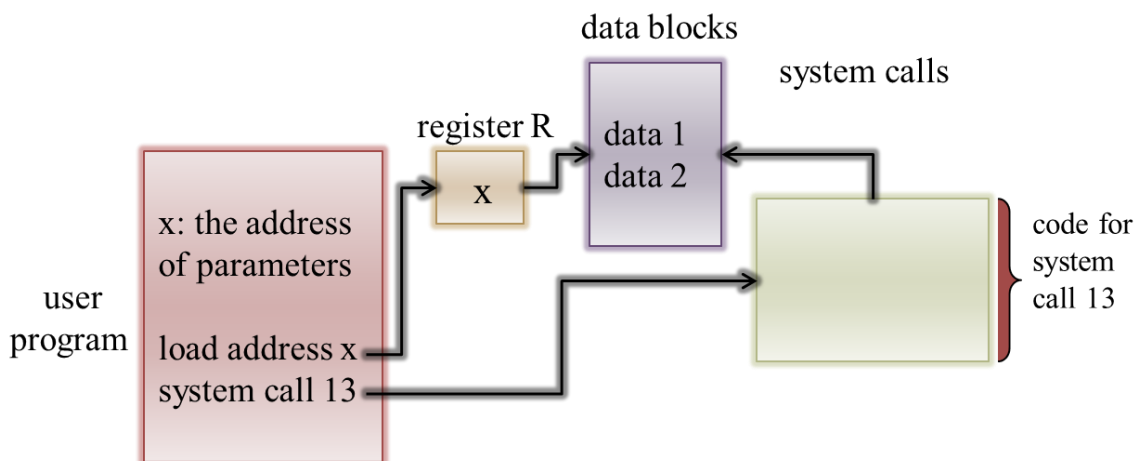 data blocks
system calls
register R
data 1
data 2
x
x: the address
of parameters
code for
system
call 13
user
program
load address x
system call 13